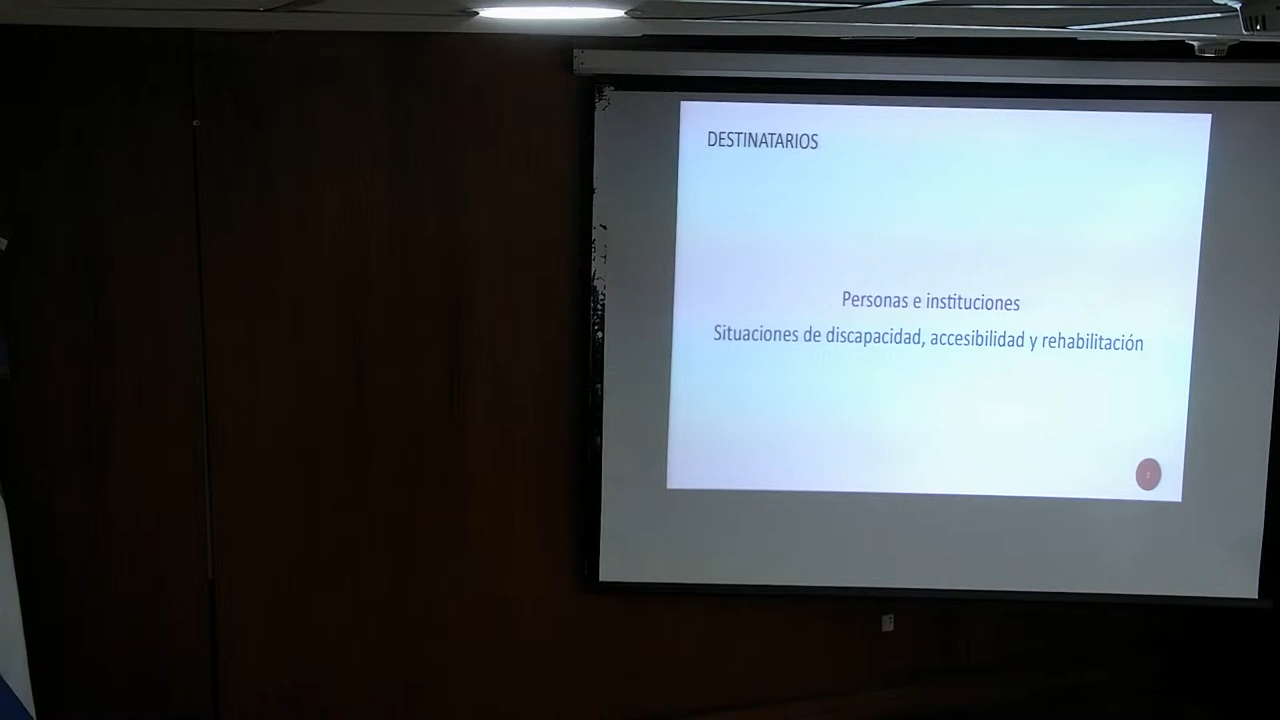 DESTINATARIOS
Personas e instituciones
Situaciones de discapacidad, accesibilidad y rehabilitación